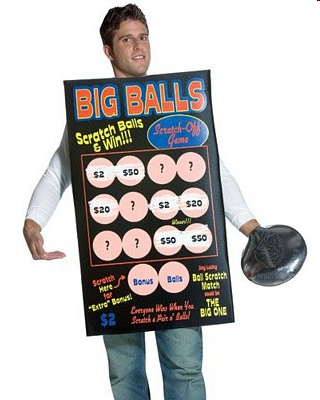 BIG BALLS
Scratch Balls
& Win!!!
Scratch-Off
Game
$2 $50 ? ?
$20 ? $2 $20
Winner!!!
? ? $50 $50
Scratch
Here
for
"Extra" Bonus!
Bonus Balls
Any Lucky
Ball Scratch
Match
could be
THE
BIG ONE
$2
Everyone Wins When You
Scratch a Pair o' Balls!